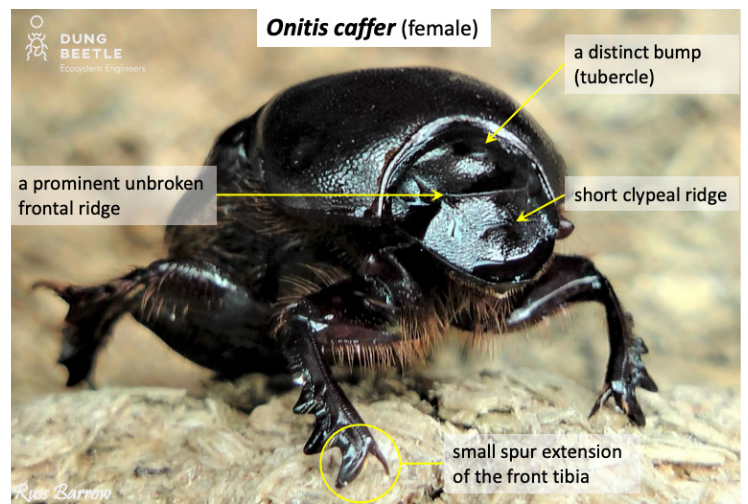 DUNG
BEETLE
Ecosystem Engineers
Onitis caffer (female)
a distinct bump
(tubercle)
a prominent unbroken
frontal ridge
short clypeal ridge
small spur extension
of the front tibia
Rus Barrow